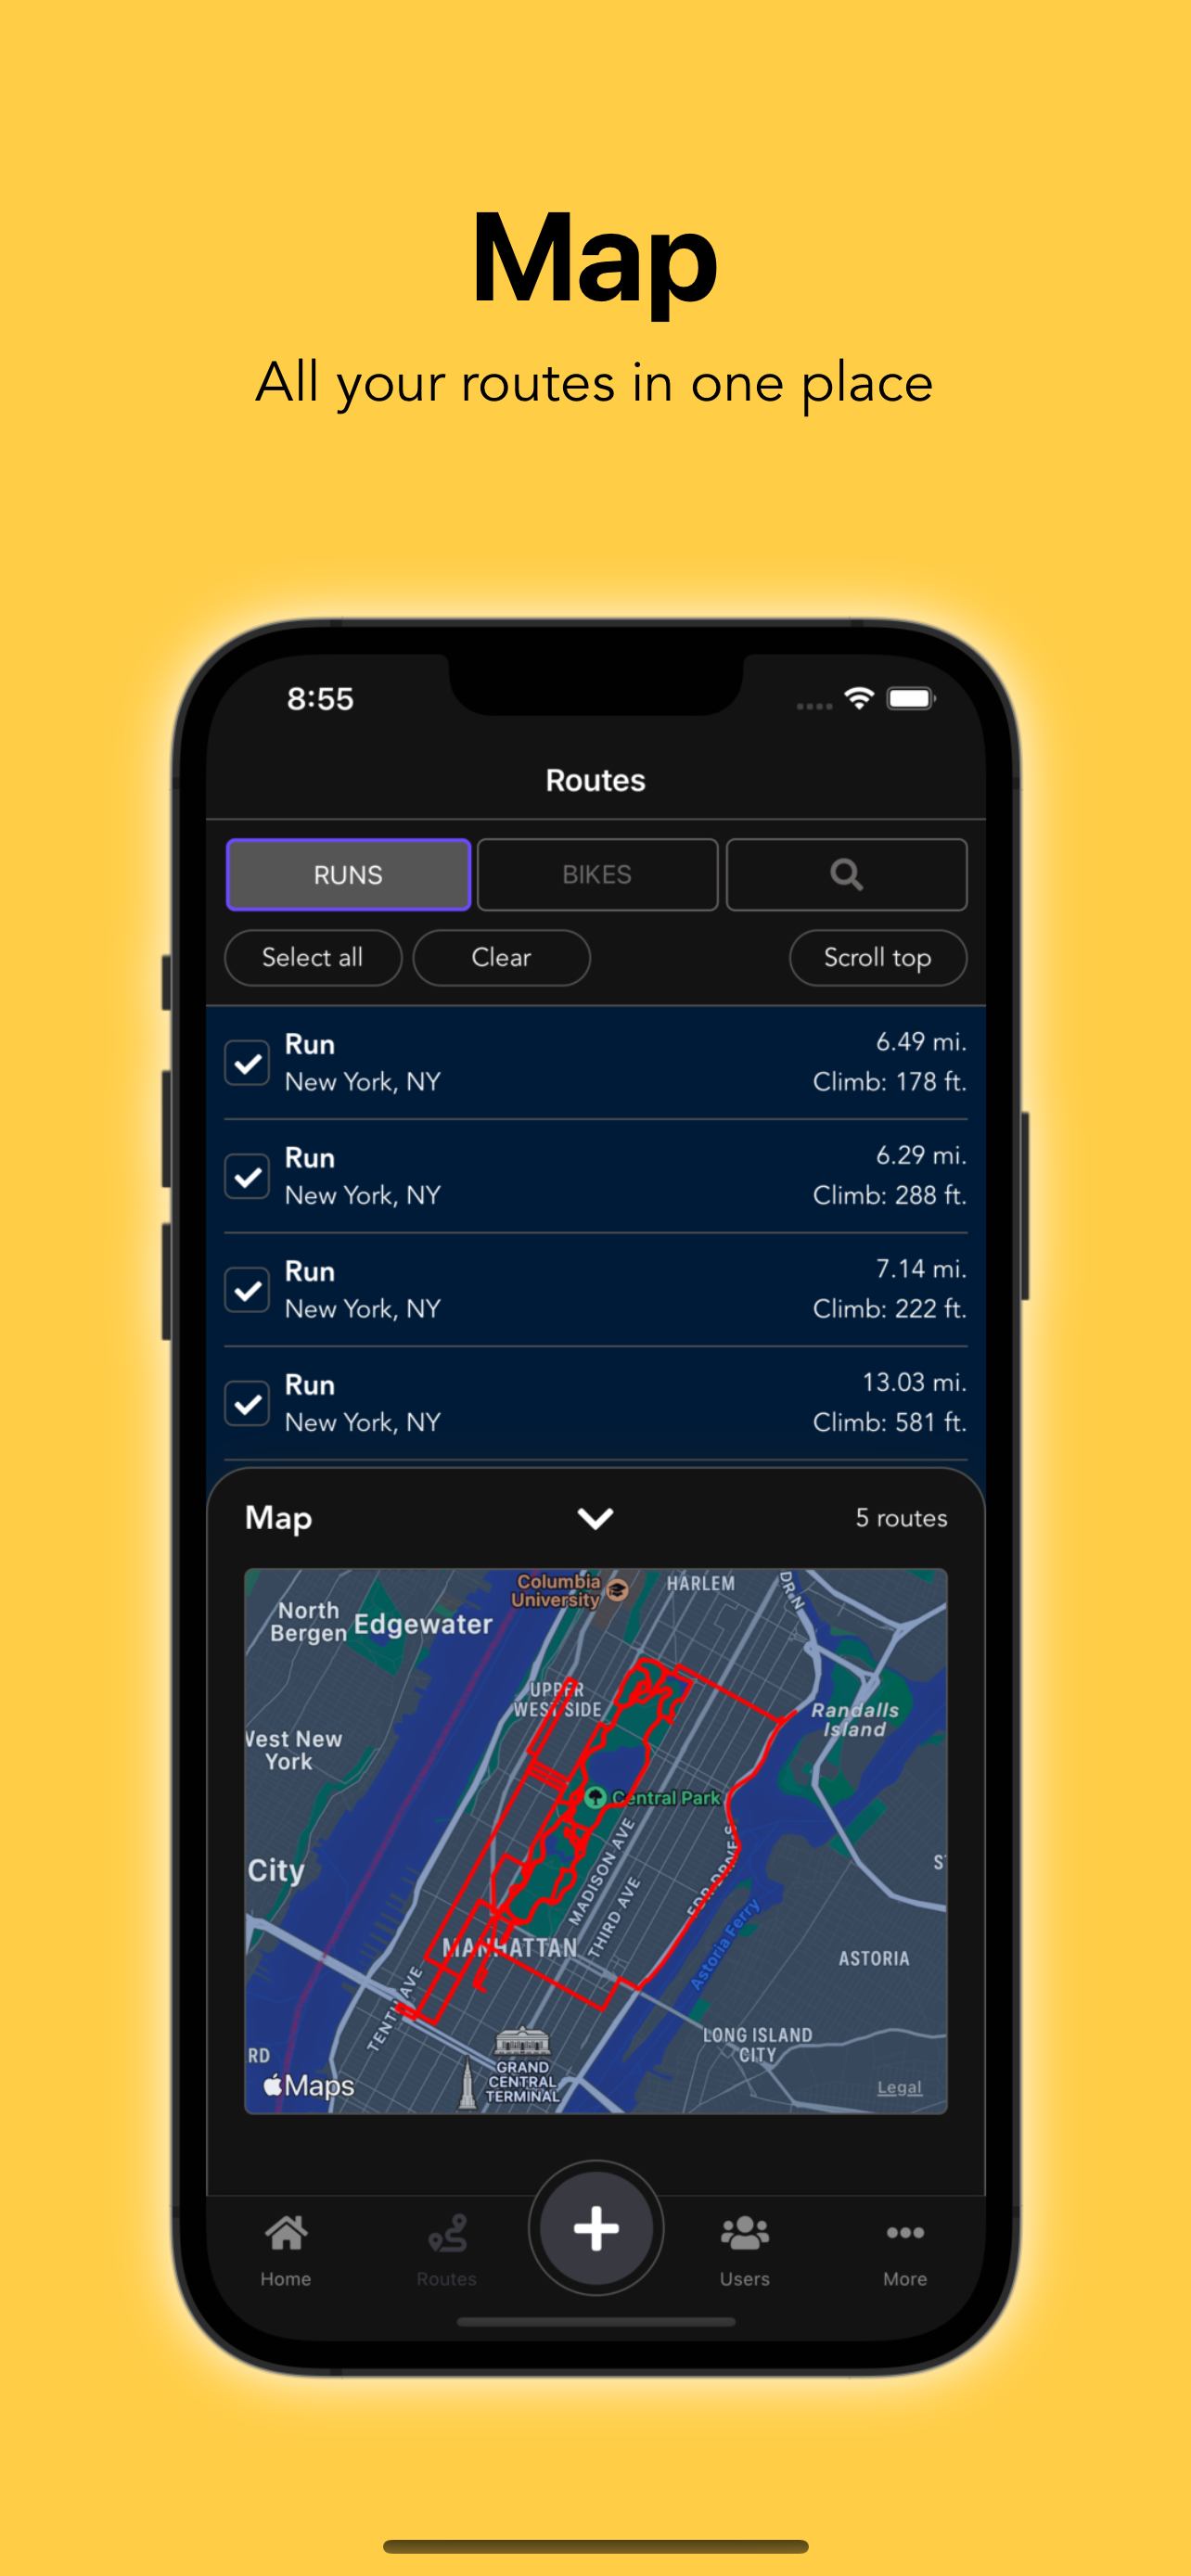 Map
All your routes in one place
8:55
Routes
RUNS
BIKES
Select all
Clear
Scroll top
Run
6.49 mi.
New York, NY
Climb: 178 ft.
Run
6.29 mi.
New York, NY
Climb: 288 ft.
Run
7.14 mi.
New York, NY
Climb: 222 ft.
Run
13.03 mi.
New York, NY
Climb: 581 ft.
Map
5 routes
Columbia
University
HARLEM
DR N
North
Bergen
Edgewater
UPPER
WEST SIDE
Randalls
Island
West New
York
Central Park
MADISON AVE
THIRD AVE
FDR DRIVE S
City
S
MANHATTAN
Astoria Ferry
ASTORIA
TENTH AVE
LONG ISLAND
CITY
RD
GRAND
CENTRAL
TERMINAL
Maps
Legal
Home
Routes
Users
More